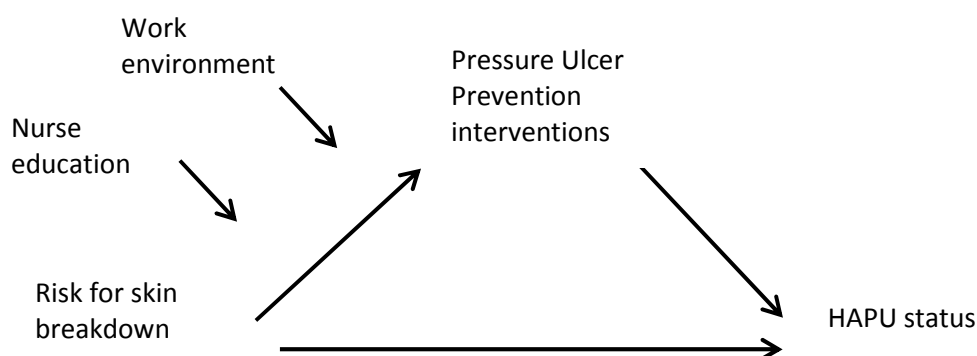 Work
environment
Pressure Ulcer
Prevention
interventions
Nurse
education
Risk for skin
breakdown
HAPU status